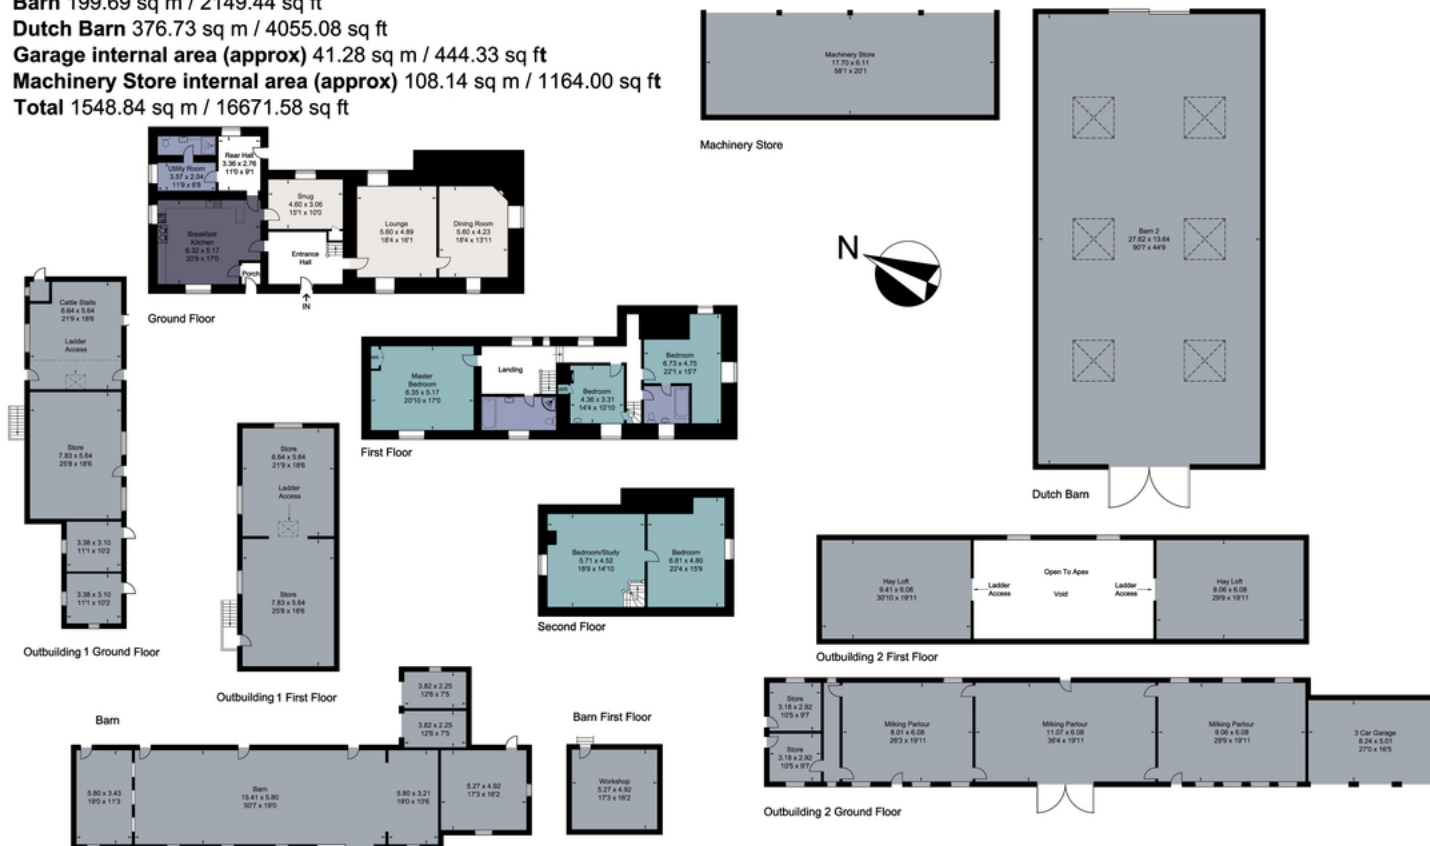 Barn 199.69 sq m / 2149.44 sq ft
Dutch Barn 376.73 sq m / 4055.08 sq ft
Garage internal area (approx) 41.28 sq m / 444.33 sq ft
Machinery Store internal area (approx) 108.14 sq m / 1164.00 sq ft
Total 1548.84 sq m / 16671.58 sq ft
Machinery Store
17.70 x 6.11
58'1 x 20'1
Machinery Store
Barn 2
27.62 x 13.64
90'7 x 44'9
Dutch Barn
N
Rear Hall
3.36 x 2.76
11'0 x 9'1
Utility Room
3.57 x 2.04
11'9 x 6'8
Snug
4.60 x 3.06
15'1 x 10'0
Breakfast
Kitchen
6.32 x 5.17
20'9 x 17'0
Porch
Entrance
Hall
IN
Lounge
5.60 x 4.89
18'4 x 16'1
Dining Room
5.60 x 4.23
18'4 x 13'11
Ground Floor
Master
Bedroom
6.35 x 5.17
20'10 x 17'0
Landing
Bedroom
4.36 x 3.31
14'4 x 10'10
Bedroom
6.73 x 4.75
22'1 x 15'7
First Floor
Bedroom/Study
5.71 x 4.52
18'9 x 14'10
Bedroom
6.81 x 4.80
22'4 x 15'9
Second Floor
Cattle Stalls
6.64 x 5.64
21'9 x 18'6
Ladder
Access
Store
7.83 x 5.64
25'8 x 18'6
3.38 x 3.10
11'1 x 10'2
3.38 x 3.10
11'1 x 10'2
Outbuilding 1 Ground Floor
Store
6.64 x 5.64
21'9 x 18'6
Ladder
Access
Store
7.83 x 5.64
25'8 x 18'6
Outbuilding 1 First Floor
Hay Loft
9.41 x 6.08
30'10 x 19'11
Ladder
Access
Open To Apex
Void
Ladder
Access
Hay Loft
9.06 x 6.08
29'9 x 19'11
Outbuilding 2 First Floor
Store
3.18 x 2.92
10'5 x 9'7
Store
3.18 x 2.92
10'5 x 9'7
Milking Parlour
8.01 x 6.08
26'3 x 19'11
Milking Parlour
11.07 x 6.08
36'4 x 19'11
Milking Parlour
9.06 x 6.08
29'9 x 19'11
3 Car Garage
8.24 x 5.01
27'0 x 16'5
Outbuilding 2 Ground Floor
Barn
3.82 x 2.25
12'6 x 7'5
3.82 x 2.25
12'6 x 7'5
5.80 x 3.43
19'0 x 11'3
Barn
15.41 x 5.80
50'7 x 19'0
5.80 x 3.21
19'0 x 10'6
5.27 x 4.92
17'3 x 16'2
Barn First Floor
Workshop
5.27 x 4.92
17'3 x 16'2